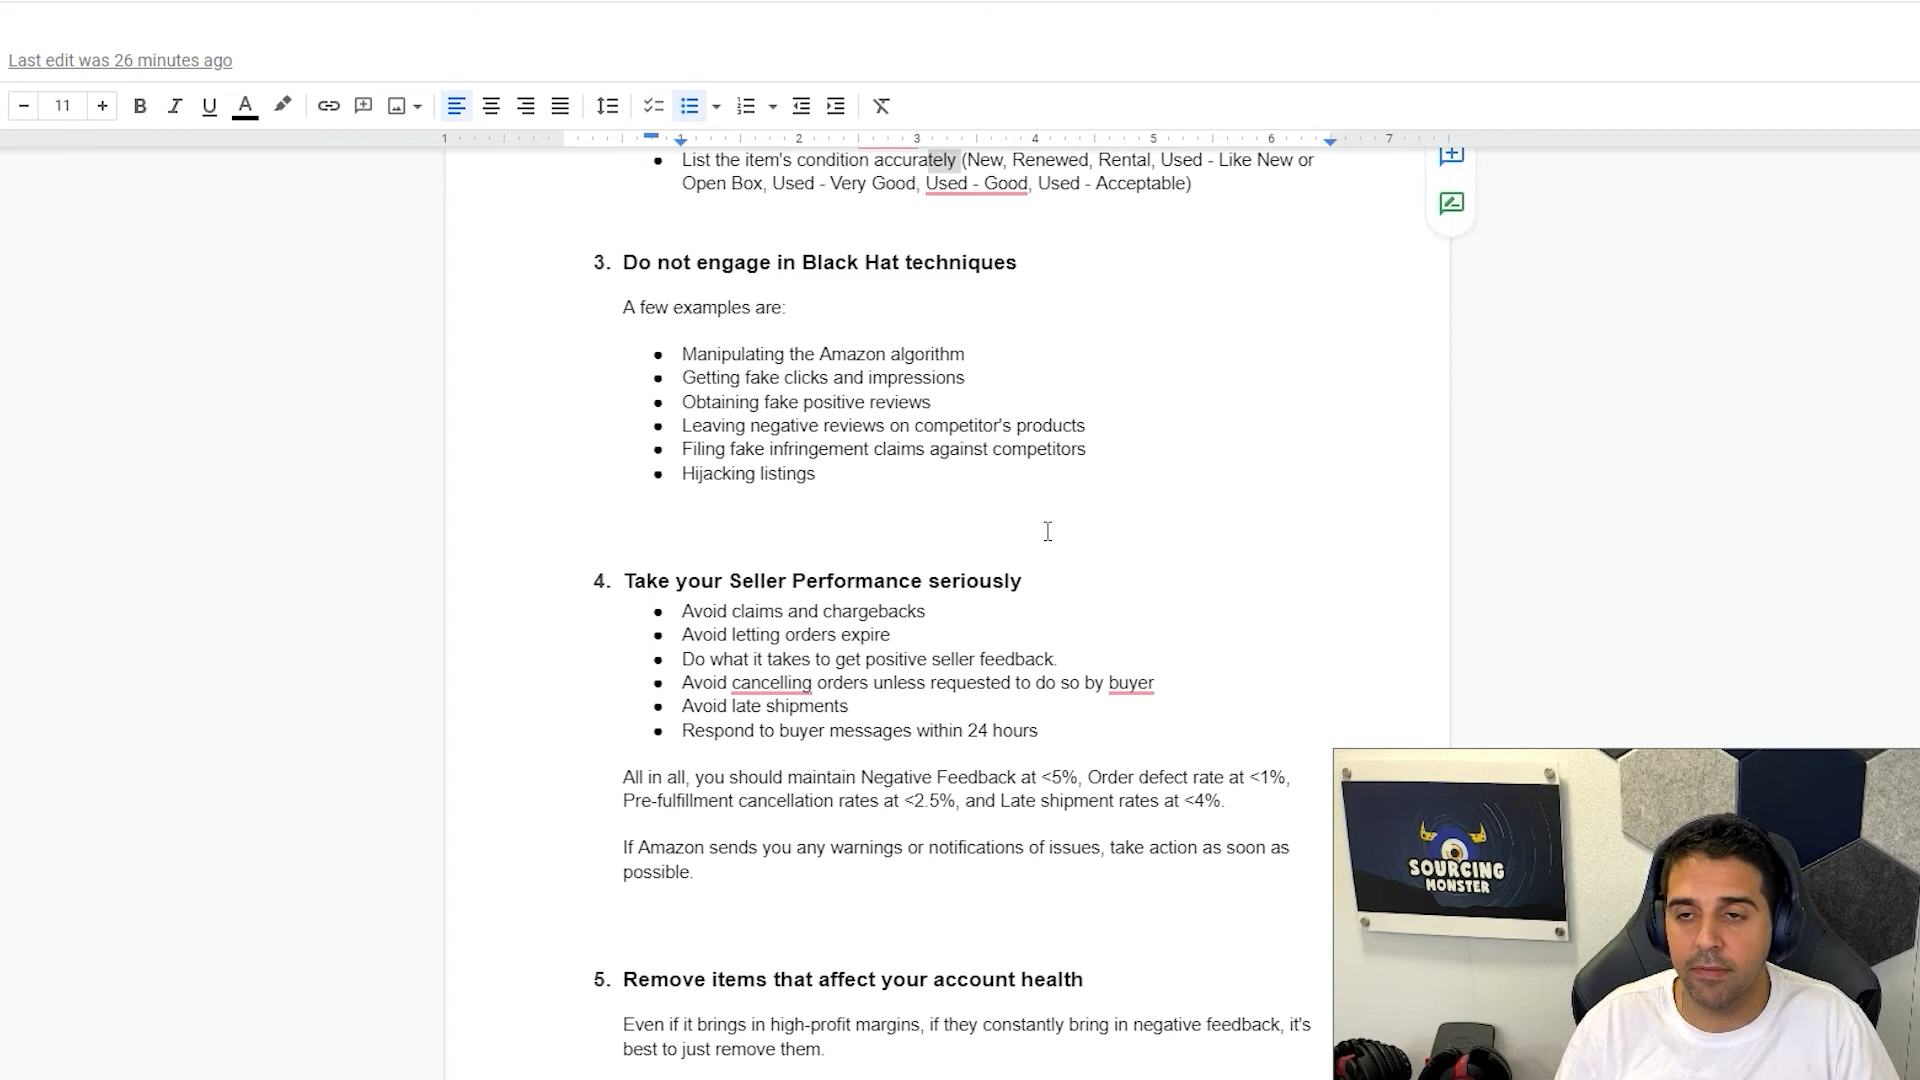 Last edit was 26 minutes ago
11
1 1 2 3 4 5 6 7
List the item's condition accurately (New, Renewed, Rental, Used - Like New or
Open Box, Used - Very Good, Used - Good, Used - Acceptable)
3. Do not engage in Black Hat techniques
A few examples are:
Manipulating the Amazon algorithm
Getting fake clicks and impressions
Obtaining fake positive reviews
Leaving negative reviews on competitor's products
Filing fake infringement claims against competitors
Hijacking listings
4. Take your Seller Performance seriously
Avoid claims and chargebacks
Avoid letting orders expire
Do what it takes to get positive seller feedback.
Avoid cancelling orders unless requested to do so by buyer
Avoid late shipments
Respond to buyer messages within 24 hours
All in all, you should maintain Negative Feedback at <5%, Order defect rate at <1%,
Pre-fulfillment cancellation rates at <2.5%, and Late shipment rates at <4%.
If Amazon sends you any warnings or notifications of issues, take action as soon as
possible.
5. Remove items that affect your account health
Even if it brings in high-profit margins, if they constantly bring in negative feedback, it's
best to just remove them.
SOURCING
MONSTER